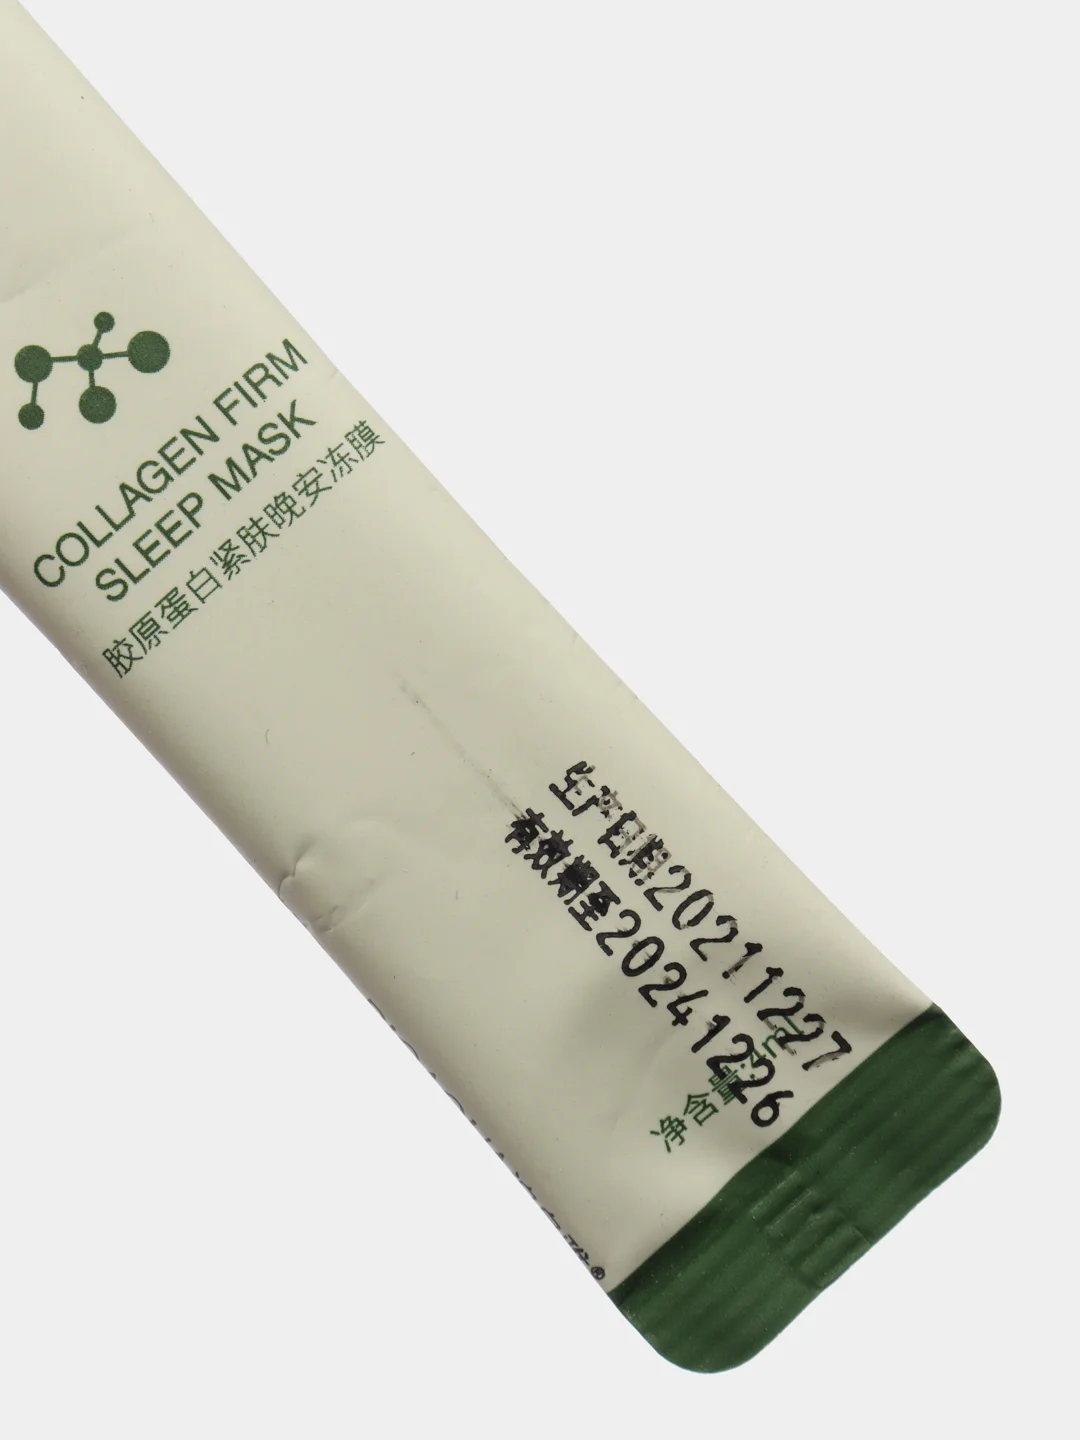 COLLAGEN FIRM
SLEEP MASK
胶原蛋白紧肤晚安冻膜
生产日期20211227
有效期至20241226
净含量:4ml